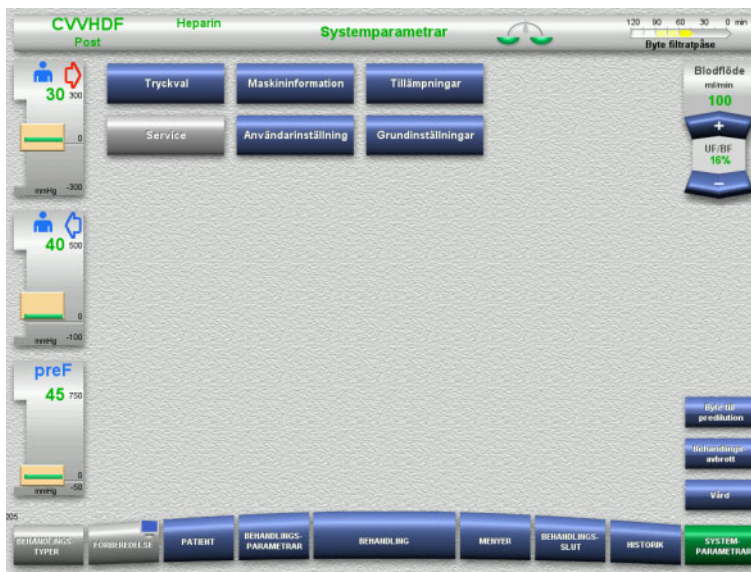 CVVHDF
Post
Heparin
Systemparametrar
120 90 60 30 0 min
Byte filtratpåse
30 300
0
mmHg -300
40 500
0
mmHg -100
preF
45 750
0
mmHg -50
Tryckval
Maskininformation
Tillämpningar
Service
Användarinställning
Grundinställningar
Blodflöde
ml/min
100
+
UF/BF
16%
–
Byte till
predilution
Behandlings-
avbrott
Vård
205
BEHANDLINGS-
TYPER
FÖRBEREDELSE
PATIENT
BEHANDLINGS-
PARAMETRAR
BEHANDLING
MENYER
BEHANDLINGS-
SLUT
HISTORIK
SYSTEM-
PARAMETRAR